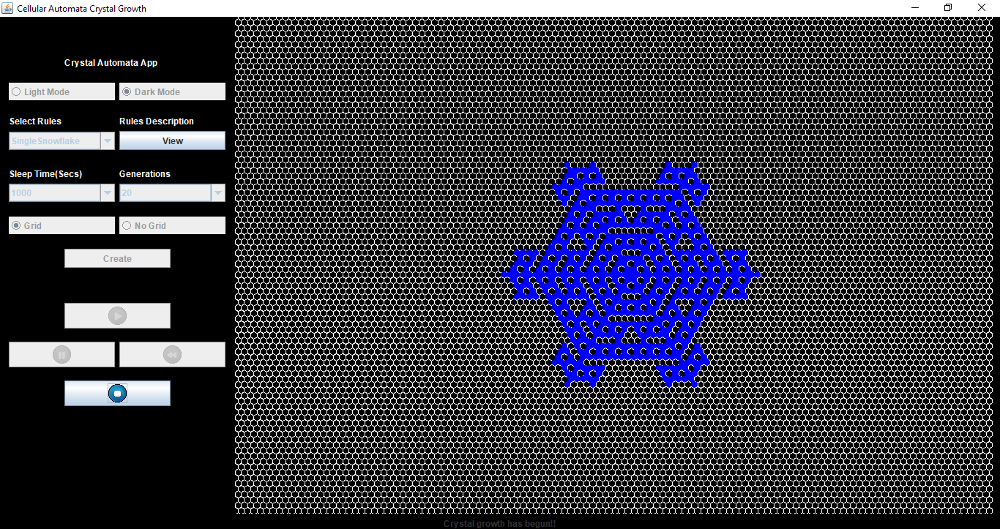 Cellular Automata Crystal Growth
Crystal Automata App
Light Mode
Dark Mode
Select Rules
Rules Description
SingleSnowflake
View
Sleep Time(Secs)
Generations
1000
20
Grid
No Grid
Create
Crystal growth has begun!!